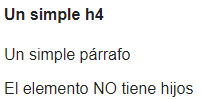 Un simple h4
Un simple párrafo
El elemento NO tiene hijos